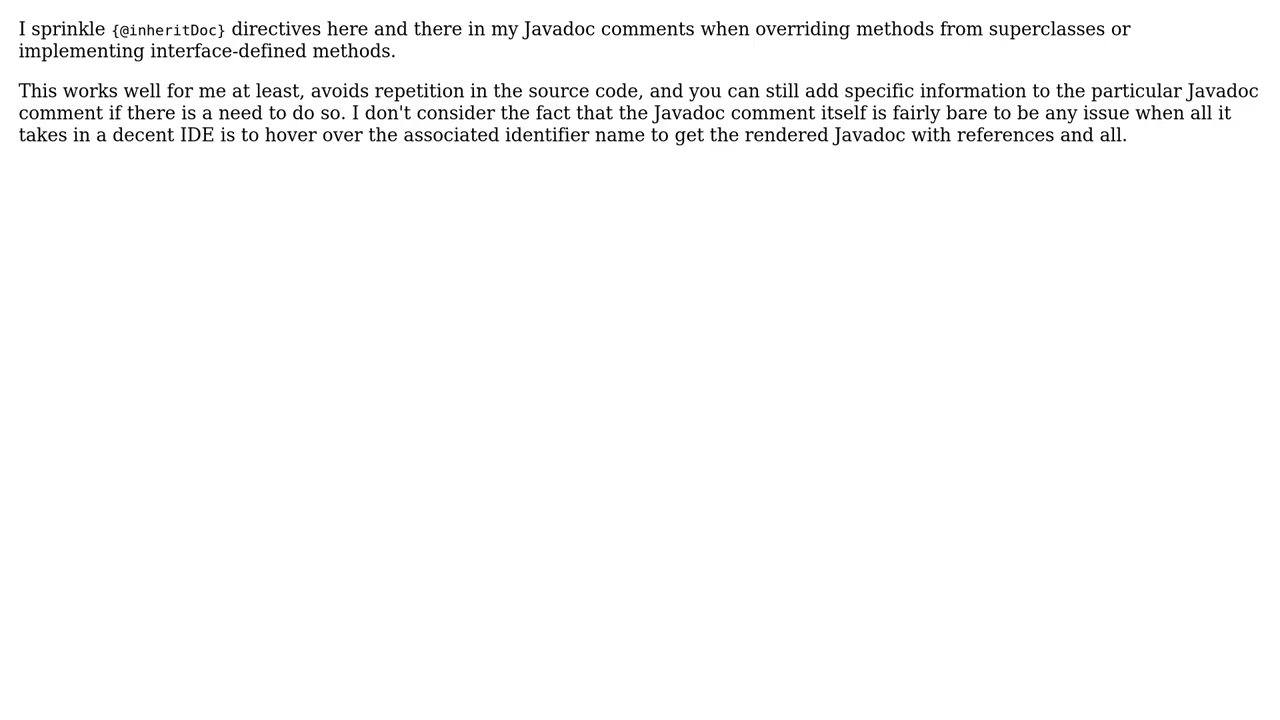 I sprinkle {@inheritDoc} directives here and there in my Javadoc comments when overriding methods from superclasses or
implementing interface-defined methods.
This works well for me at least, avoids repetition in the source code, and you can still add specific information to the particular Javadoc
comment if there is a need to do so. I don't consider the fact that the Javadoc comment itself is fairly bare to be any issue when all it
takes in a decent IDE is to hover over the associated identifier name to get the rendered Javadoc with references and all.